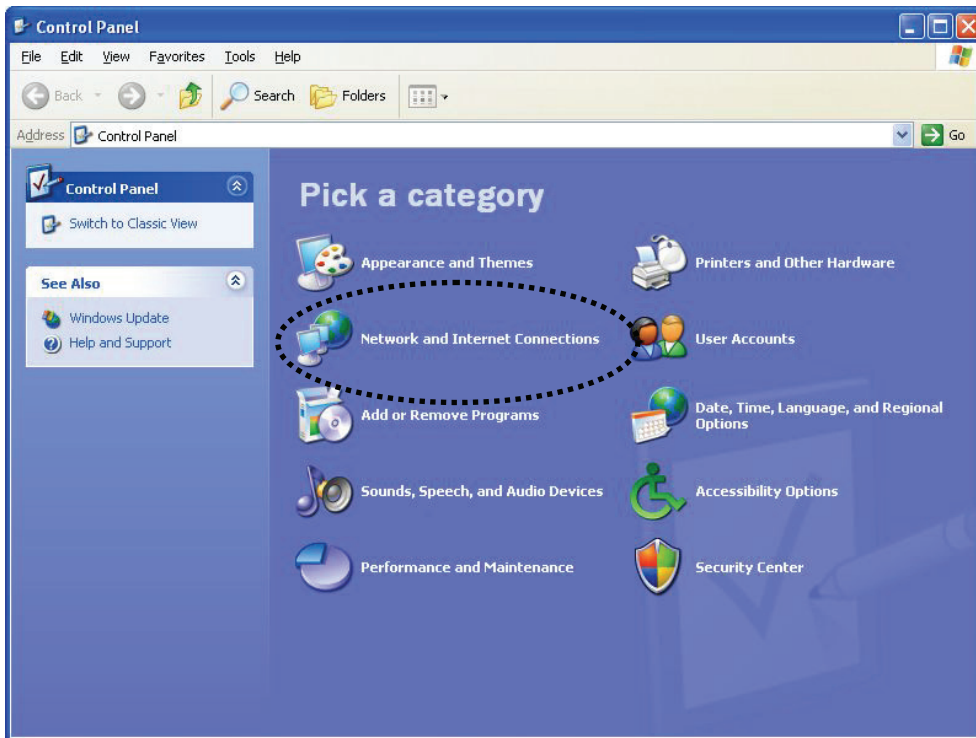 Control Panel
File Edit View Favorites Tools Help
Back Search Folders
Address Control Panel Go
Control Panel
Switch to Classic View
See Also
Windows Update
Help and Support
Pick a category
Appearance and Themes
Printers and Other Hardware
Network and Internet Connections
User Accounts
Add or Remove Programs
Date, Time, Language, and Regional
Options
Sounds, Speech, and Audio Devices
Accessibility Options
Performance and Maintenance
Security Center